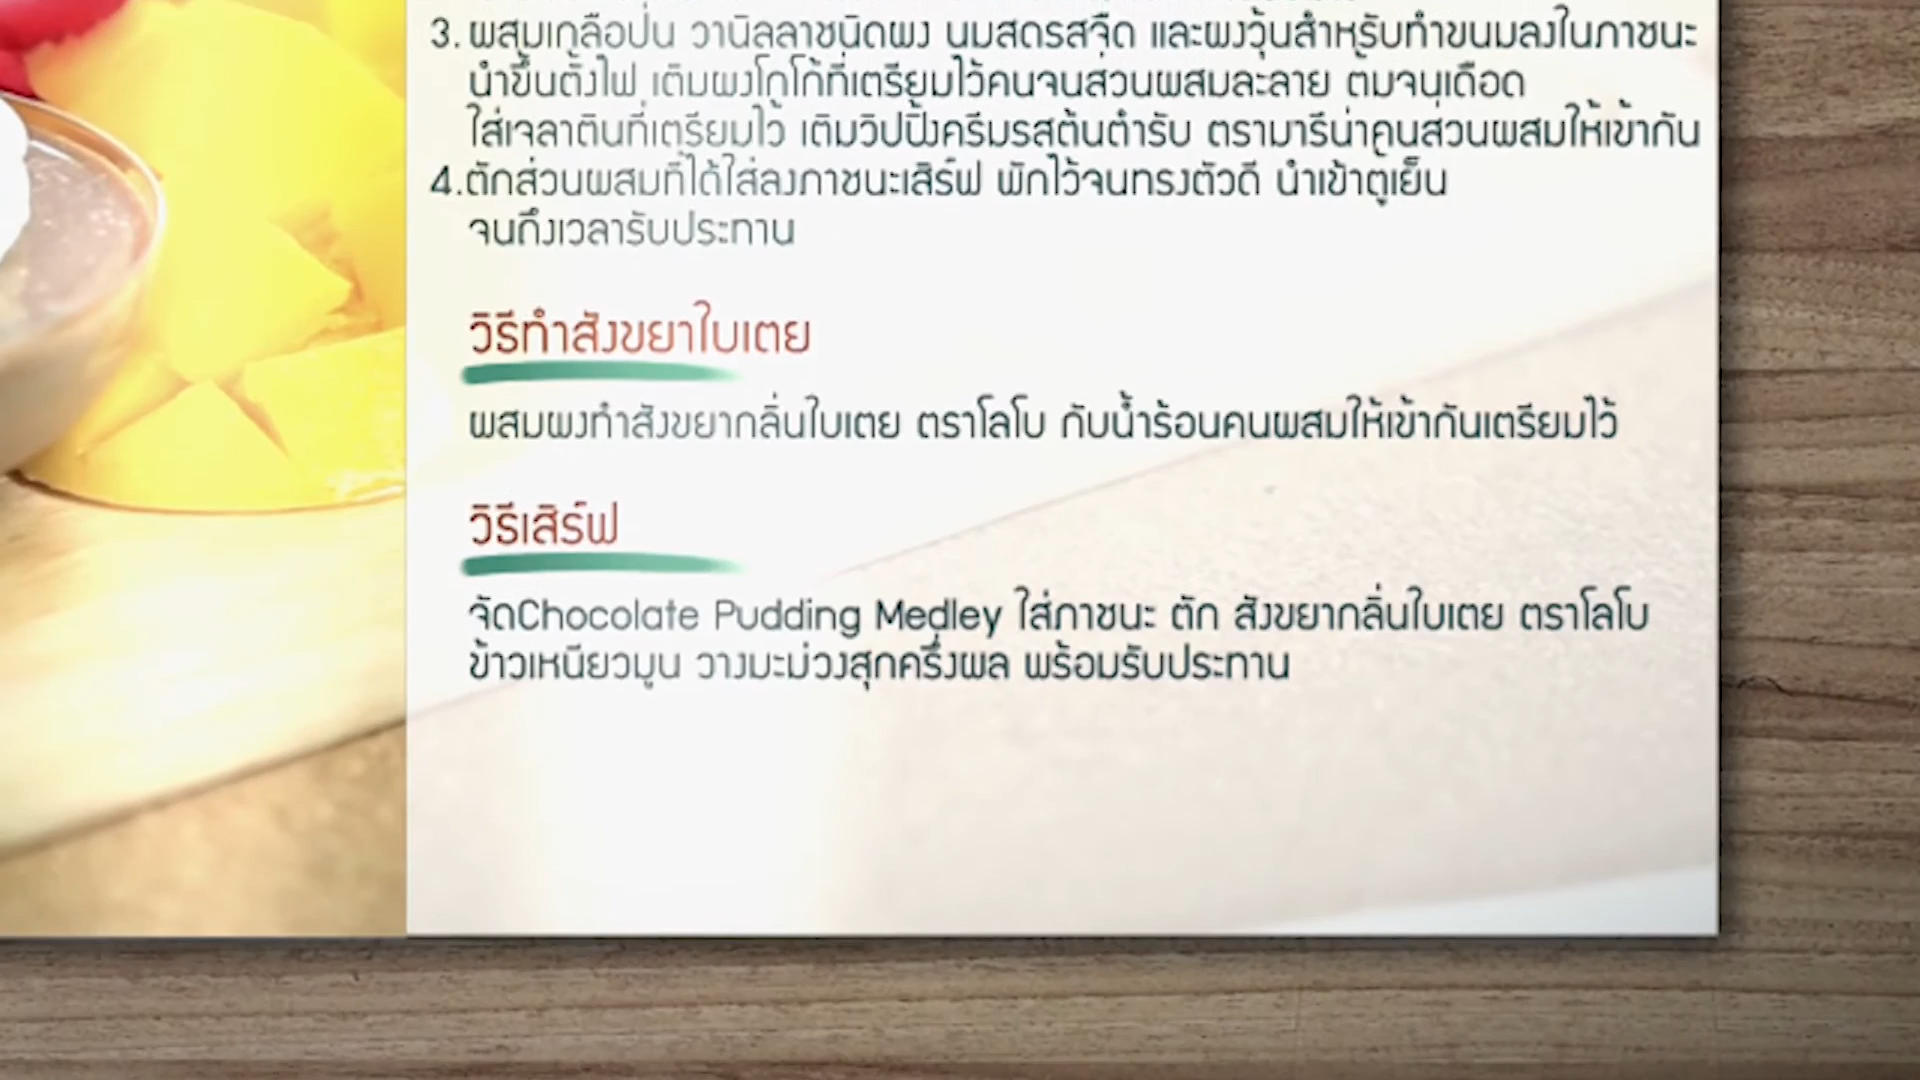 3. ผสมเกลือป่น วานิลลาชนิดผง นมสดรสจืด และผงวุ้นสำหรับทำขนมลงในภาชนะ
นำขึ้นตั้งไฟ เติมผงโกโก้ที่เตรียมไว้คนจนส่วนผสมละลาย ต้มจนเดือด
ใส่เจลาตินที่เตรียมไว้ เติมวิปปิ้งครีมรสต้นตำรับ ตรามารีน่าคนส่วนผสมให้เข้ากัน
4.ตักส่วนผสมที่ได้ใส่ลงภาชนะเสิร์ฟ พักไว้จนทรงตัวดี นำเข้าตู้เย็น
จนถึงเวลารับประทาน
วิธีทำสังขยาใบเตย
ผสมผงทำสังขยากลิ่นใบเตย ตราโลโบ กับน้ำร้อนคนผสมให้เข้ากันเตรียมไว้
วิธีเสิร์ฟ
จัดChocolate Pudding Medley ใส่ภาชนะ ตัก สังขยากลิ่นใบเตย ตราโลโบ
ข้าวเหนียวมูน วางมะม่วงสุกครึ่งผล พร้อมรับประทาน